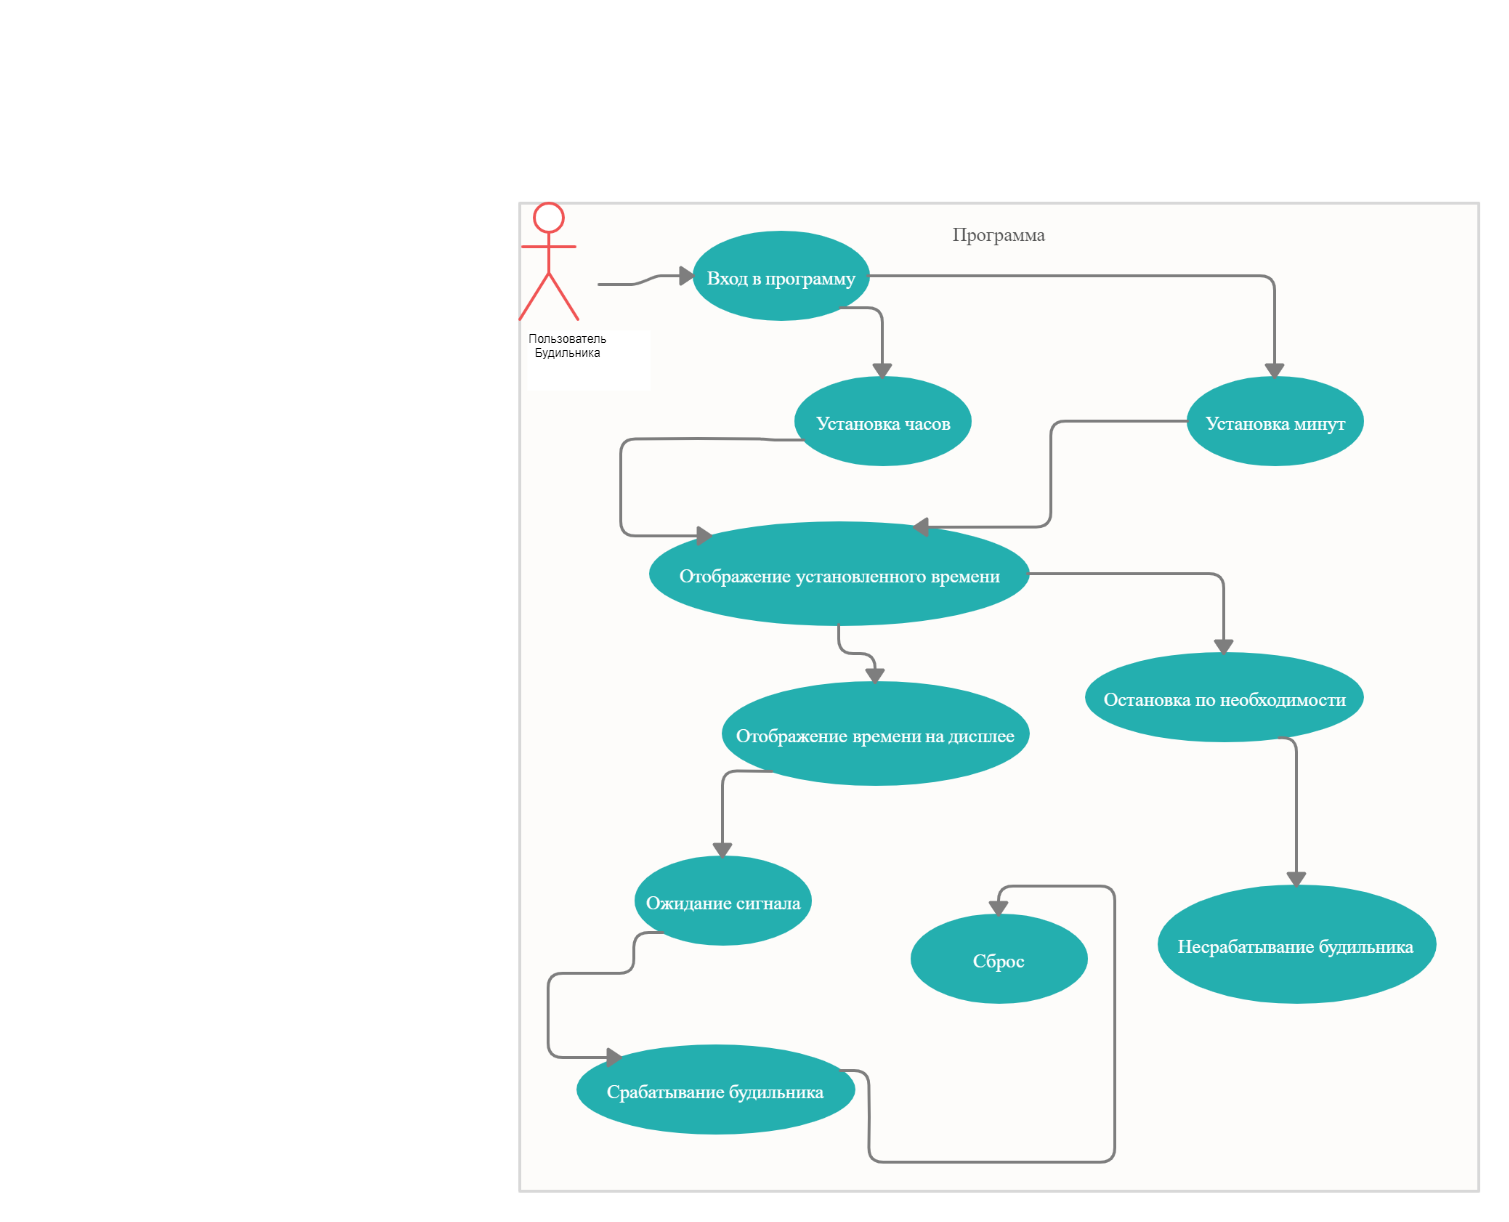 Программа
Вход в программу
Пользователь
Будильника
Установка часов
Установка минут
Отображение установленного времени
Остановка по необходимости
Отображение времени на дисплее
Ожидание сигнала
Сброс
Несрабатывание будильника
Срабатывание будильника